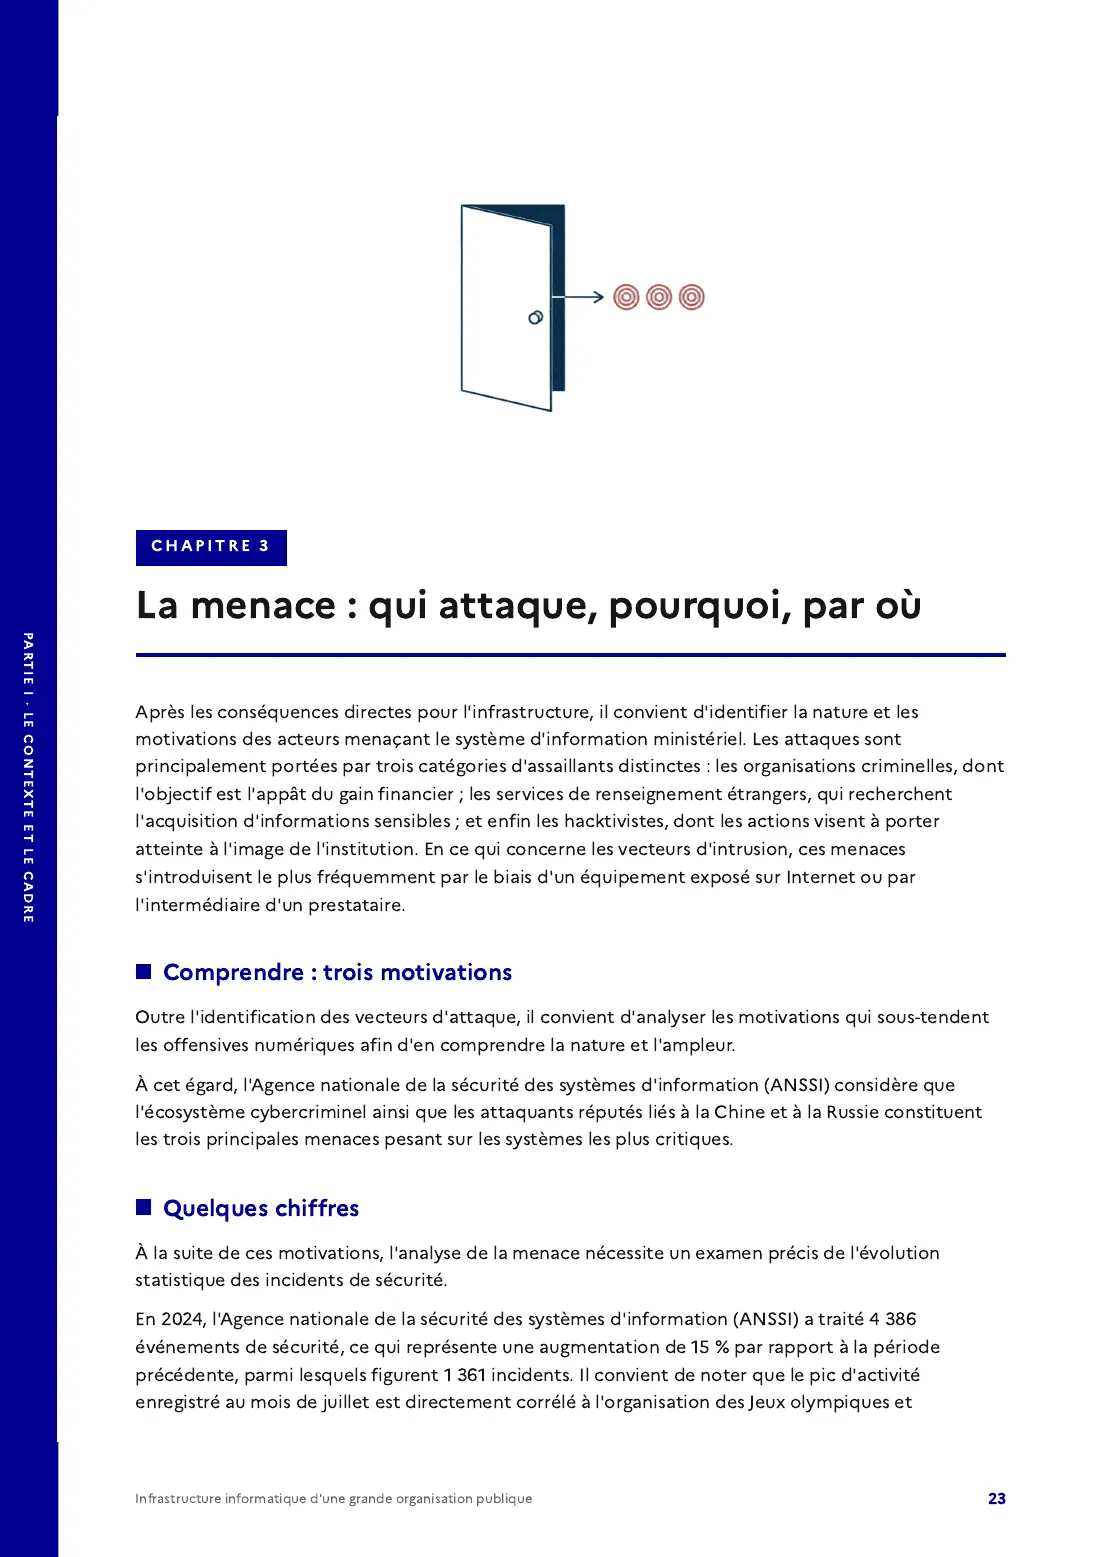 PARTIE I · LE CONTEXTE ET LE CADRE
CHAPITRE 3
La menace : qui attaque, pourquoi, par où
Après les conséquences directes pour l'infrastructure, il convient d'identifier la nature et les
motivations des acteurs menaçant le système d'information ministériel. Les attaques sont
principalement portées par trois catégories d'assaillants distinctes : les organisations criminelles, dont
l'objectif est l'appât du gain financier ; les services de renseignement étrangers, qui recherchent
l'acquisition d'informations sensibles ; et enfin les hacktivistes, dont les actions visent à porter
atteinte à l'image de l'institution. En ce qui concerne les vecteurs d'intrusion, ces menaces
s'introduisent le plus fréquemment par le biais d'un équipement exposé sur Internet ou par
l'intermédiaire d'un prestataire.
Comprendre : trois motivations
Outre l'identification des vecteurs d'attaque, il convient d'analyser les motivations qui sous-tendent
les offensives numériques afin d'en comprendre la nature et l'ampleur.
À cet égard, l'Agence nationale de la sécurité des systèmes d'information (ANSSI) considère que
l'écosystème cybercriminel ainsi que les attaquants réputés liés à la Chine et à la Russie constituent
les trois principales menaces pesant sur les systèmes les plus critiques.
Quelques chiffres
À la suite de ces motivations, l'analyse de la menace nécessite un examen précis de l'évolution
statistique des incidents de sécurité.
En 2024, l'Agence nationale de la sécurité des systèmes d'information (ANSSI) a traité 4 386
événements de sécurité, ce qui représente une augmentation de 15 % par rapport à la période
précédente, parmi lesquels figurent 1 361 incidents. Il convient de noter que le pic d'activité
enregistré au mois de juillet est directement corrélé à l'organisation des Jeux olympiques et
Infrastructure informatique d'une grande organisation publique
23